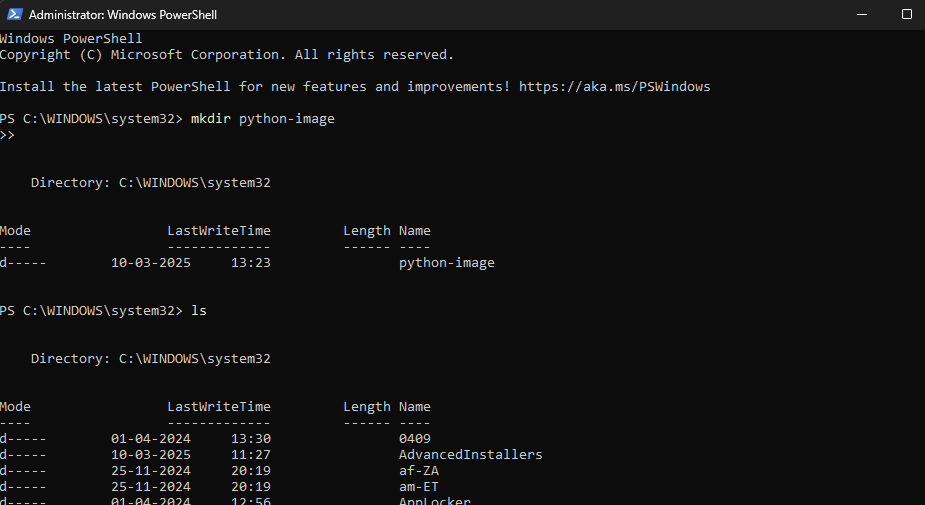 Administrator: Windows PowerShell
Windows PowerShell
Copyright (C) Microsoft Corporation. All rights reserved.
Install the latest PowerShell for new features and improvements! https://aka.ms/PSWindows
PS C:\WINDOWS\system32> mkdir python-image
>>
Directory: C:\WINDOWS\system32
Mode                 LastWriteTime         Length Name
----                 -------------         ------ ----
d-----        10-03-2025     13:23                python-image
PS C:\WINDOWS\system32> ls
Directory: C:\WINDOWS\system32
Mode                 LastWriteTime         Length Name
----                 -------------         ------ ----
d-----        01-04-2024     13:30                0409
d-----        10-03-2025     11:27                AdvancedInstallers
d-----        25-11-2024     20:19                af-ZA
d-----        25-11-2024     20:19                am-ET
d-----        01-04-2024     12:56                AppLocker